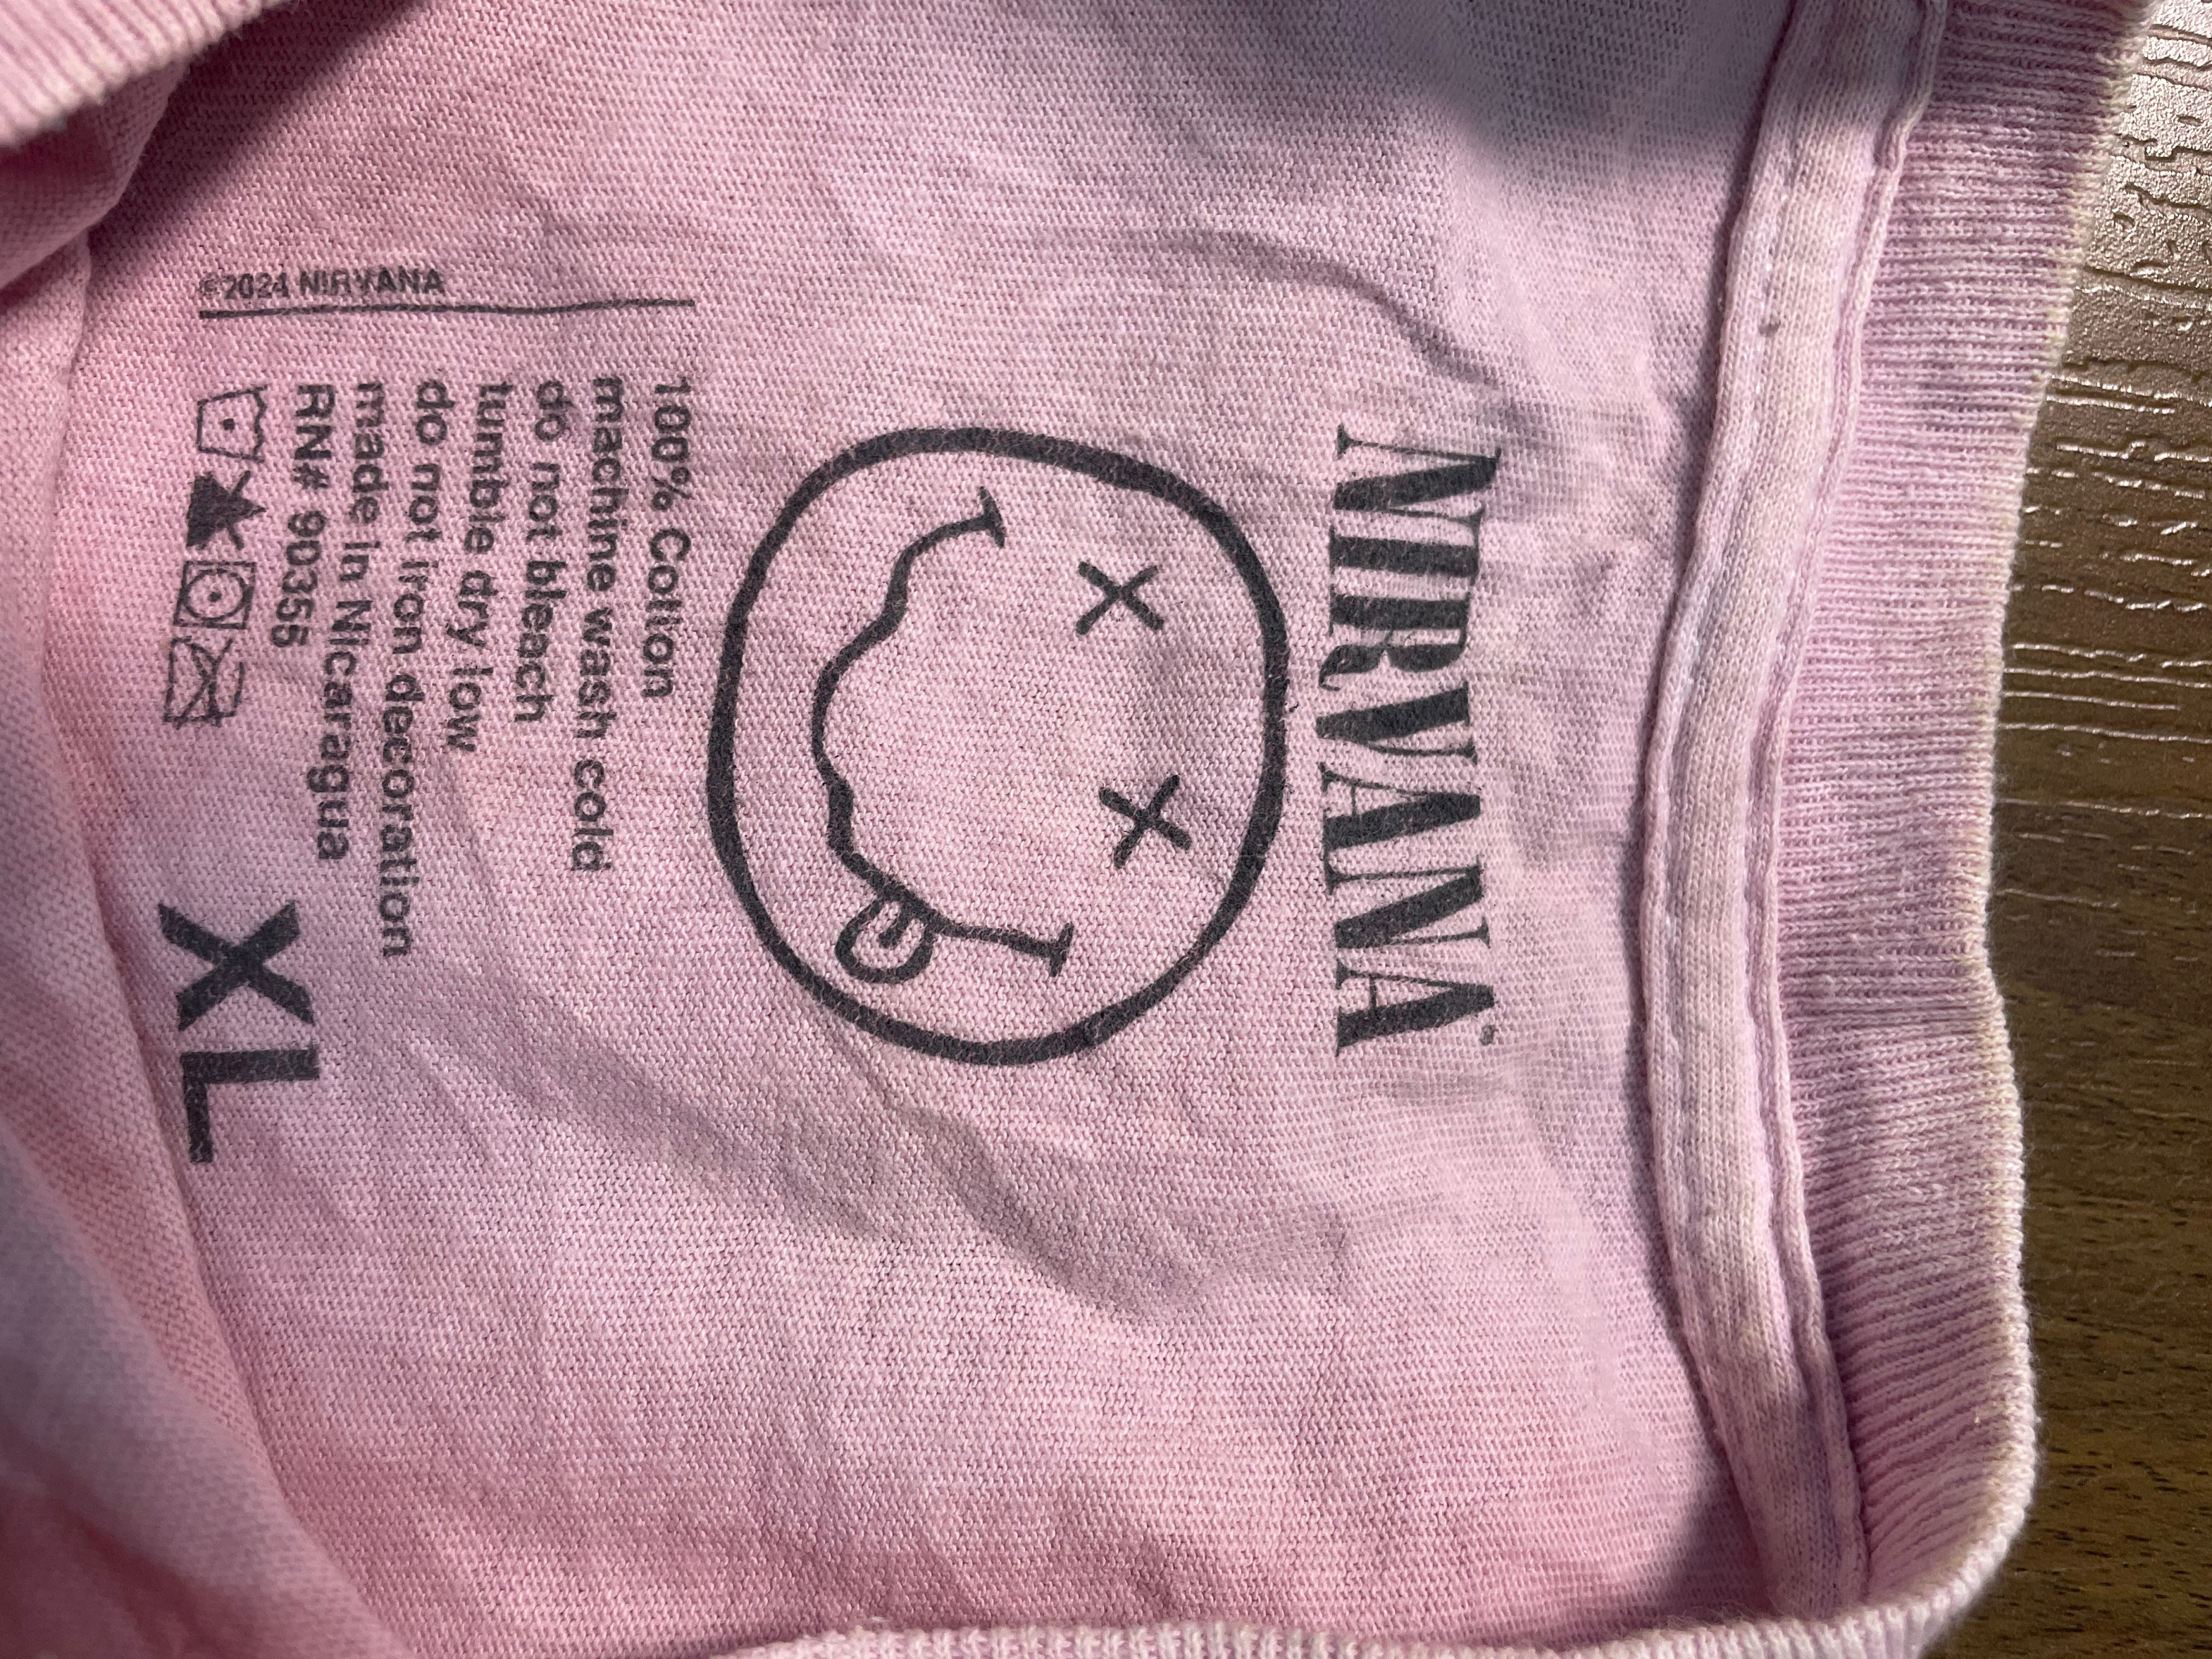 NIRVANA
100% Cotton
machine wash cold
do not bleach
tumble dry low
do not iron decoration
made in Nicaragua
RN# 90355
XL
©2024 NIRVANA